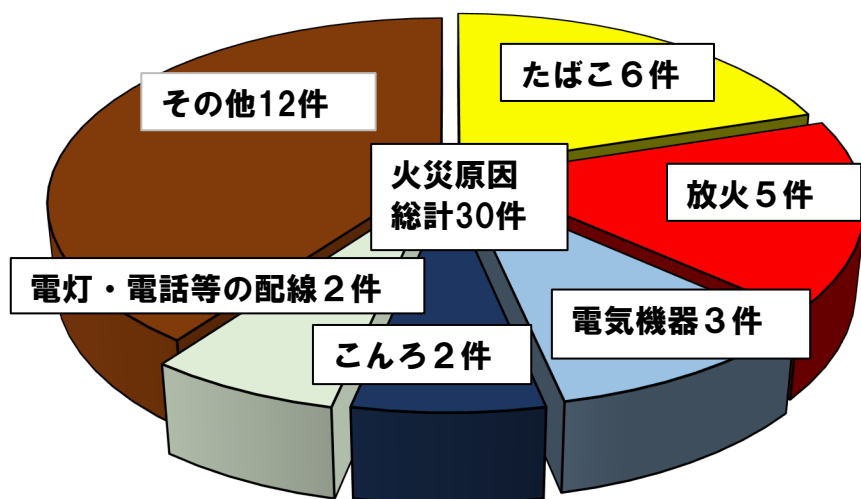 たばこ６件
その他12件
火災原因
総計30件
放火５件
電灯・電話等の配線２件
電気機器３件
こんろ２件